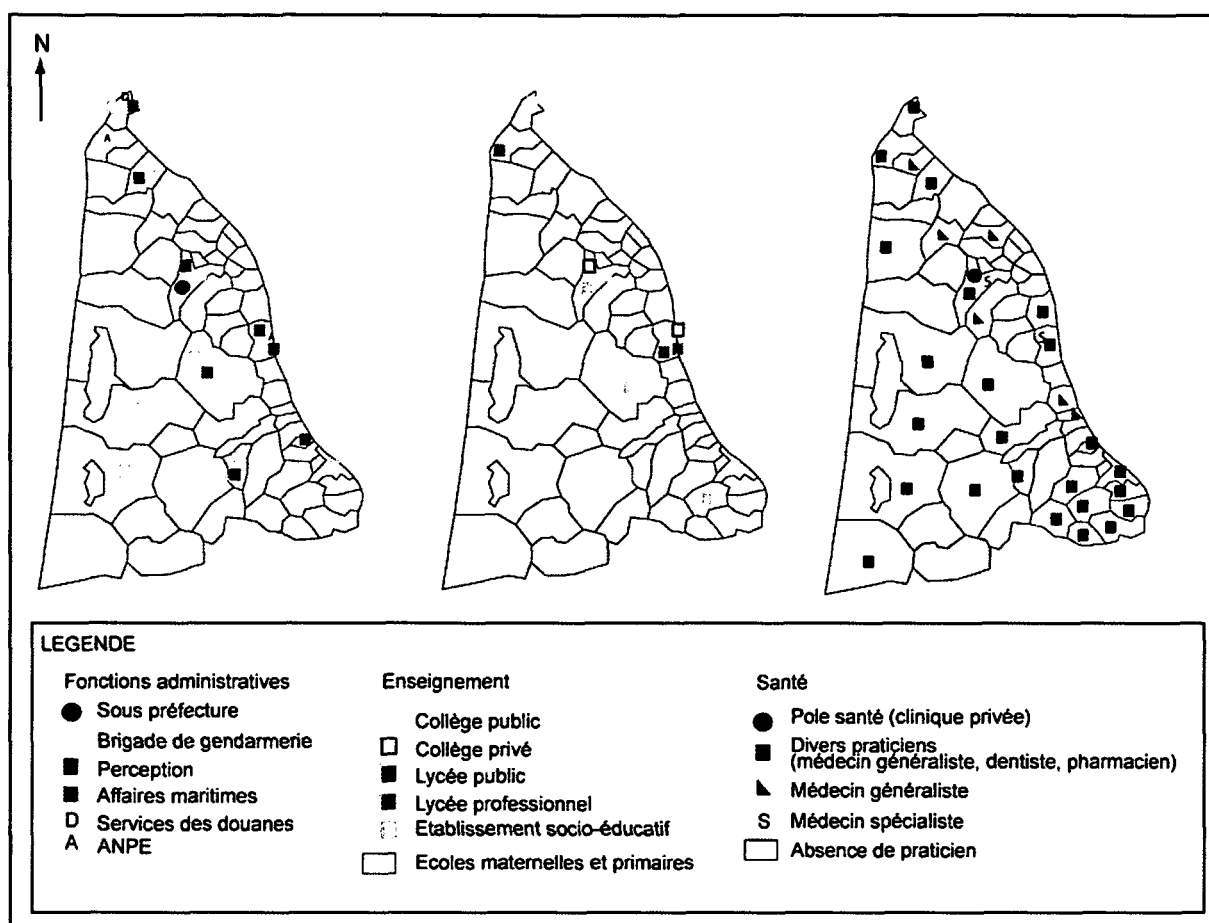 N
A
A
S
S
LEGENDE
Fonctions administratives
Sous préfecture
Brigade de gendarmerie
Perception
Affaires maritimes
D Services des douanes
A ANPE
Enseignement
Collège public
Collège privé
Lycée public
Lycée professionnel
Etablissement socio-éducatif
Ecoles maternelles et primaires
Santé
Pole santé (clinique privée)
Divers praticiens
(médecin généraliste, dentiste, pharmacien)
Médecin généraliste
S Médecin spécialiste
Absence de praticien